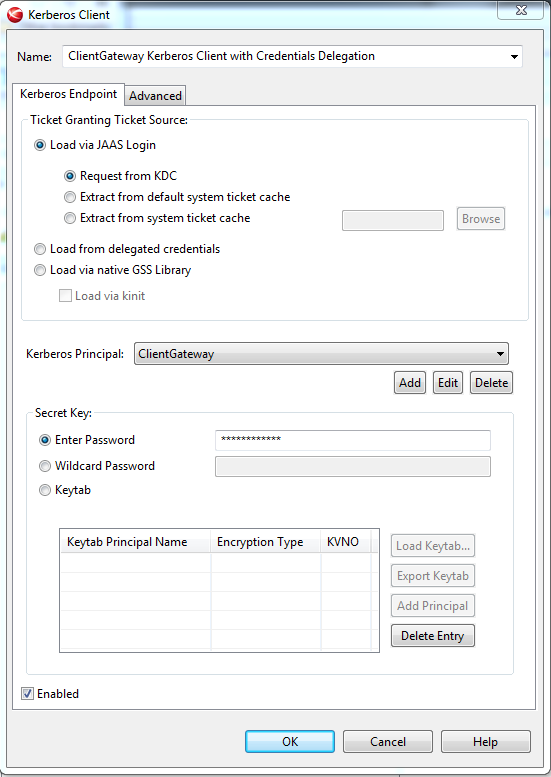 Kerberos Client
Name: ClientGateway Kerberos Client with Credentials Delegation
Kerberos Endpoint Advanced
Ticket Granting Ticket Source:
Load via JAAS Login
Request from KDC
Extract from default system ticket cache
Extract from system ticket cache Browse
Load from delegated credentials
Load via native GSS Library
Load via kinit
Kerberos Principal: ClientGateway
Add Edit Delete
Secret Key:
Enter Password ************
Wildcard Password
Keytab
Keytab Principal Name Encryption Type KVNO
Load Keytab...
Export Keytab
Add Principal
Delete Entry
Enabled
OK Cancel Help